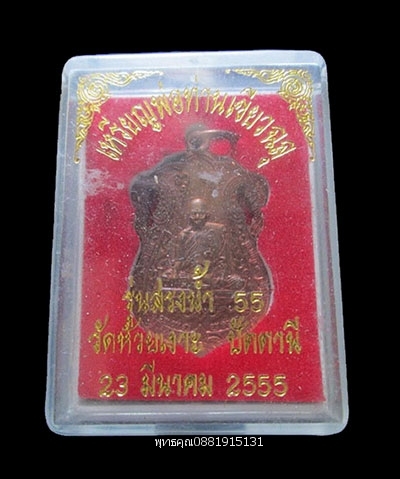 เหรียญพ่อท่านเขียวฉิมสุ
รุ่นสรงน้ำ 55
วัดห้วยเงาะ ปัตตานี
23 มีนาคม 2555
พุทธคุณ0881915131